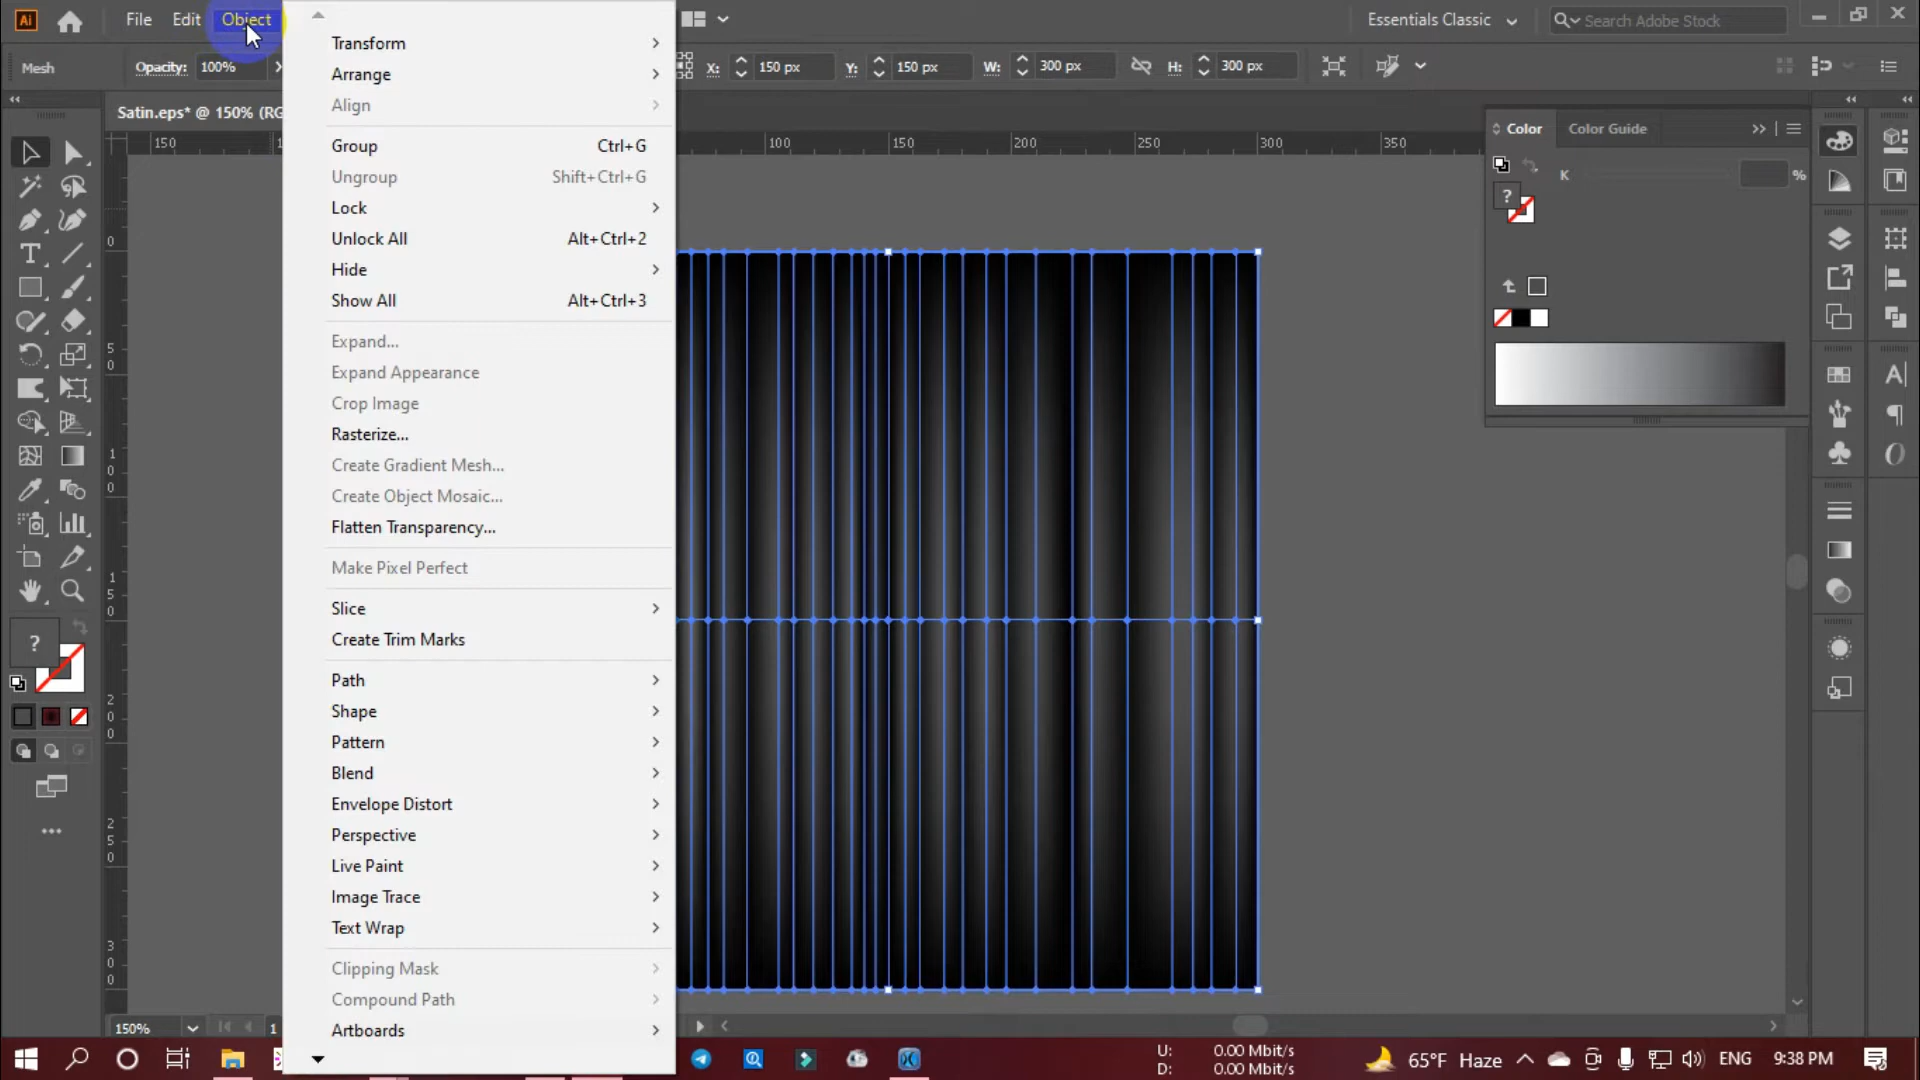 Ai
File
Edit
Object
Essentials Classic
Search Adobe Stock
Mesh
Opacity:
100%
X:
150 px
Y:
150 px
W:
300 px
H:
300 px
Satin.eps* @ 150% (RG
150
100
150
200
250
300
350
Transform
Arrange
Align
Group Ctrl+G
Ungroup Shift+Ctrl+G
Lock
Unlock All Alt+Ctrl+2
Hide
Show All Alt+Ctrl+3
Expand...
Expand Appearance
Crop Image
Rasterize...
Create Gradient Mesh...
Create Object Mosaic...
Flatten Transparency...
Make Pixel Perfect
Slice
Create Trim Marks
Path
Shape
Pattern
Blend
Envelope Distort
Perspective
Live Paint
Image Trace
Text Wrap
Clipping Mask
Compound Path
Artboards
Color
Color Guide
K
%
?
?
0
5
0
1
0
0
1
5
0
2
0
0
2
5
0
3
0
0
150%
1
U: 0.00 Mbit/s
D: 0.00 Mbit/s
65°F Haze
ENG
9:38 PM